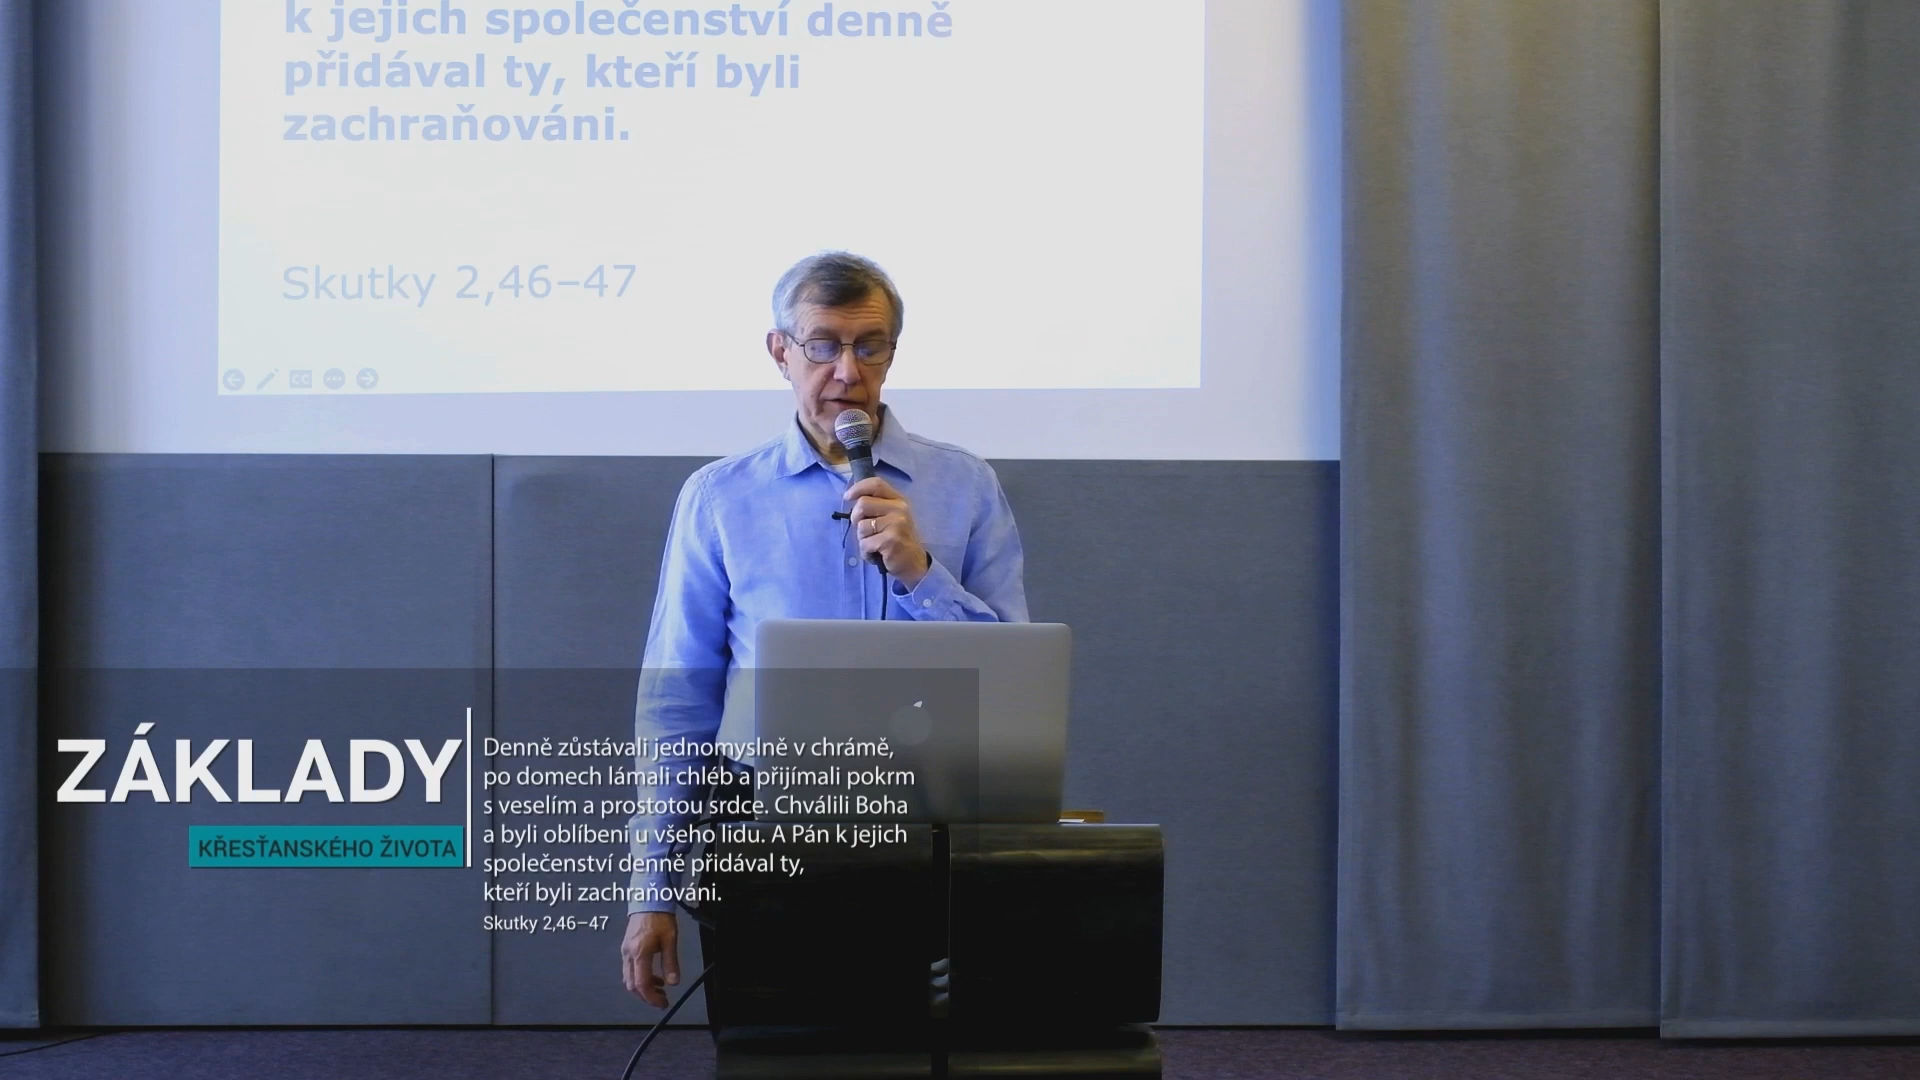 k jejich společenství denně
přidával ty, kteří byli
zachraňováni.
Skutky 2,46–47
CC
ZÁKLADY
KŘESŤANSKÉHO ŽIVOTA
Denně zůstávali jednomyslně v chrámě,
po domech lámali chléb a přijímali pokrm
s veselím a prostotou srdce. Chválili Boha
a byli oblíbeni u všeho lidu. A Pán k jejich
společenství denně přidával ty,
kteří byli zachraňováni.
Skutky 2,46–47